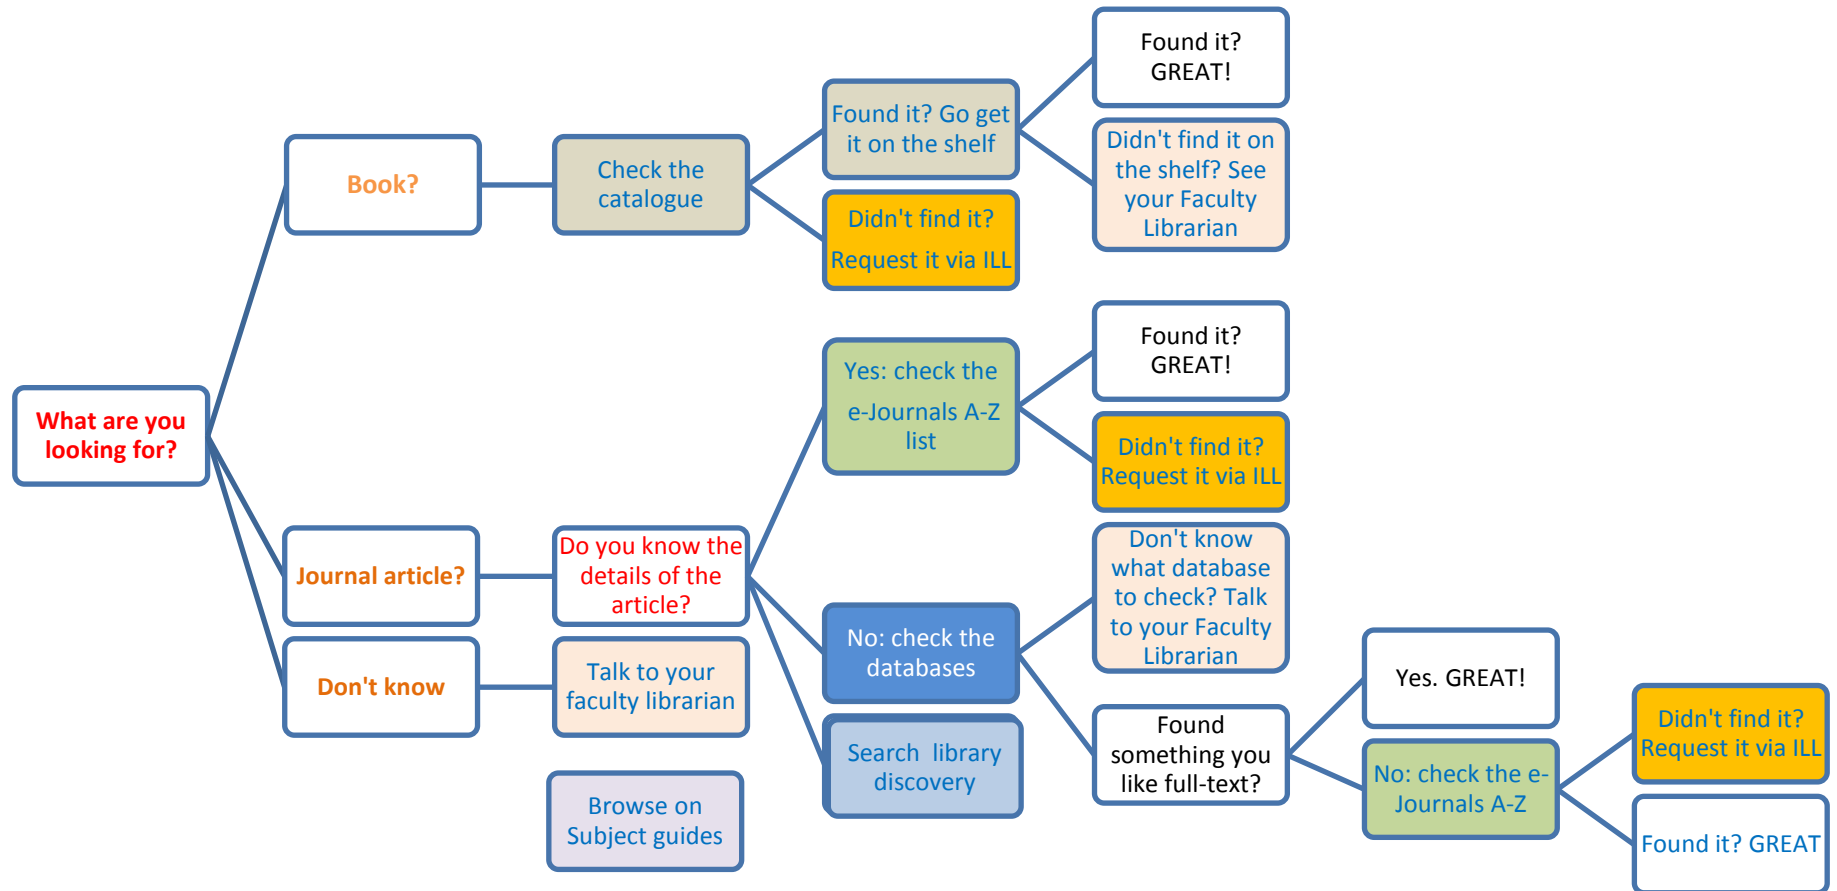 What are you
looking for?
Book?
Check the
catalogue
Found it? Go get
it on the shelf
Found it?
GREAT!
Didn't find it on
the shelf? See
your Faculty
Librarian
Didn't find it?
Request it via ILL
Journal article?
Do you know the
details of the
article?
Yes: check the
e-Journals A-Z
list
Found it?
GREAT!
Didn't find it?
Request it via ILL
No: check the
databases
Don't know
what database
to check? Talk
to your Faculty
Librarian
Found
something you
like full-text?
Yes. GREAT!
No: check the e-
Journals A-Z
Didn't find it?
Request it via ILL
Found it? GREAT
Search  library
discovery
Don't know
Talk to your
faculty librarian
Browse on
Subject guides